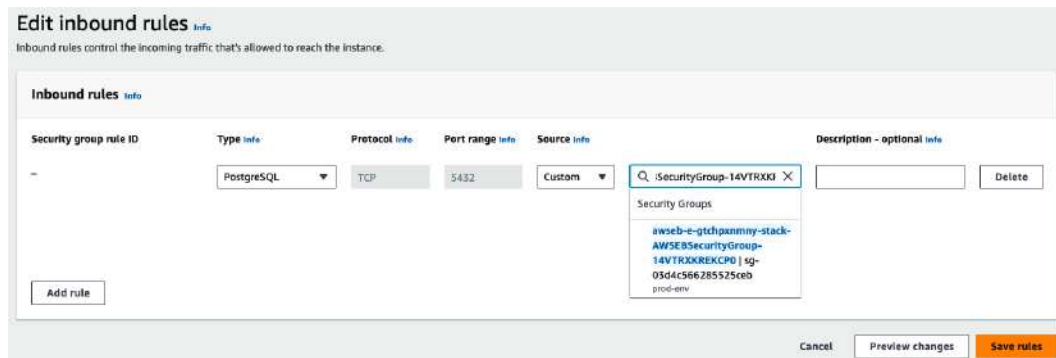 Edit inbound rules Info
Inbound rules control the incoming traffic that's allowed to reach the instance.
Inbound rules Info
Security group rule ID Type Info Protocol Info Port range Info Source Info Description - optional Info
– PostgreSQL TCP 5432 Custom SecurityGroup-14VTRXKI Delete
Security Groups
awseb-e-gtchpxnmny-stack-
AWSEBSecurityGroup-
14VTRXKREKCP0 | sg-
03d4c566285525ceb
prod-env
Add rule
Cancel Preview changes Save rules